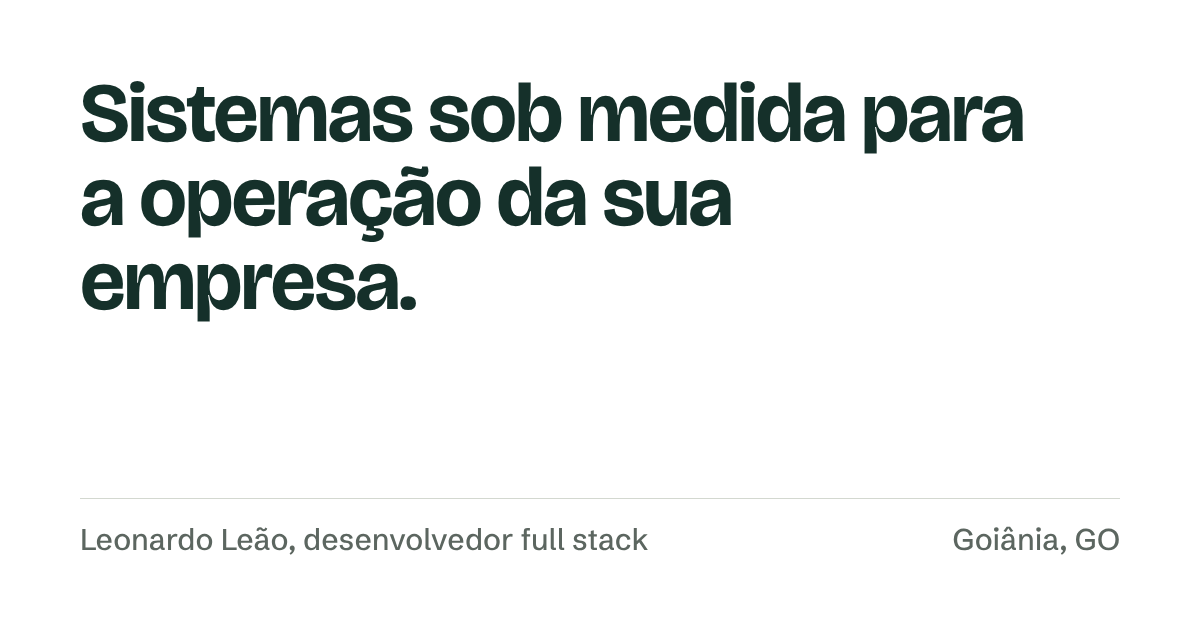 Sistemas sob medida para
a operação da sua
empresa.
Leonardo Leão, desenvolvedor full stack
Goiânia, GO